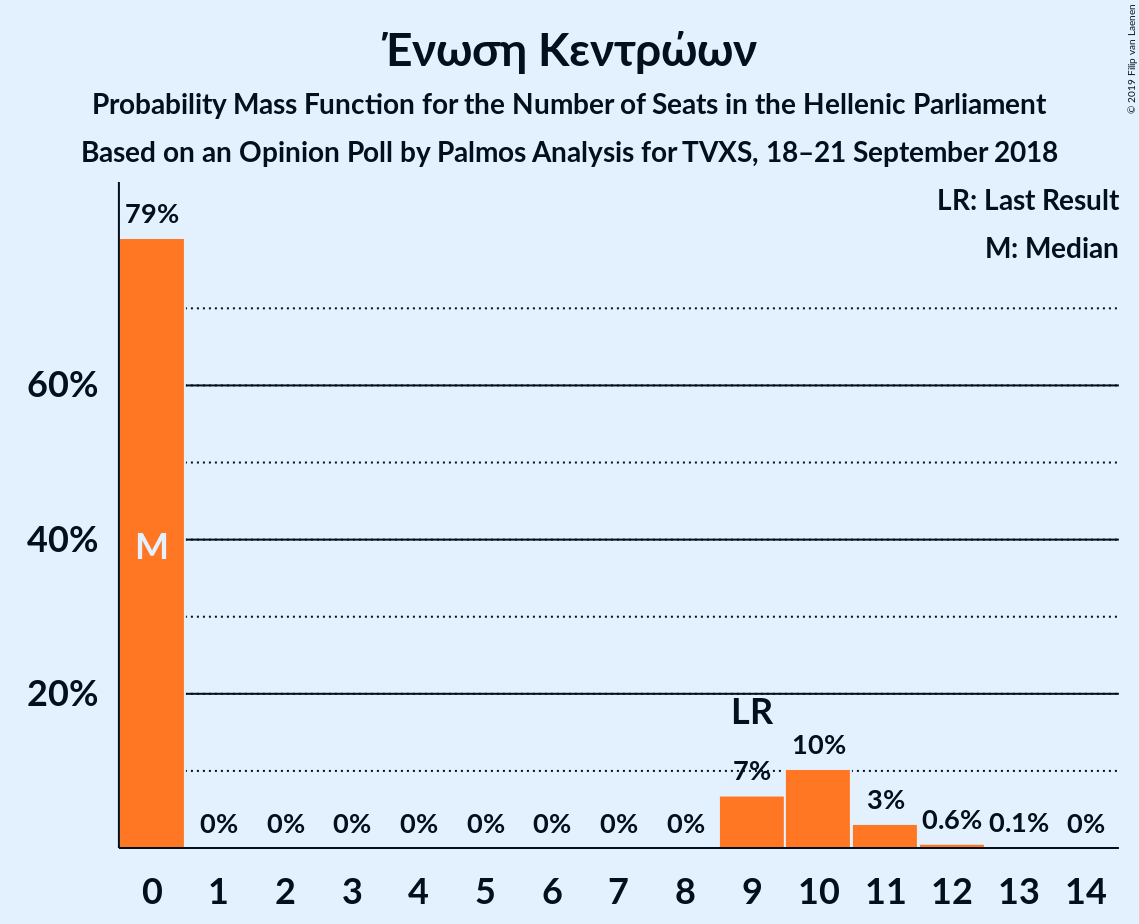 Ένωση Κεντρώων
Probability Mass Function for the Number of Seats in the Hellenic Parliament
Based on an Opinion Poll by Palmos Analysis for TVXS, 18–21 September 2018
© 2019 Filip van Laenen
LR: Last Result
M: Median
79%
60%
40%
M
20%
LR
10%
7%
3%
0% 0% 0% 0% 0% 0% 0% 0% 0.6% 0.1% 0%
0 1 2 3 4 5 6 7 8 9 10 11 12 13 14